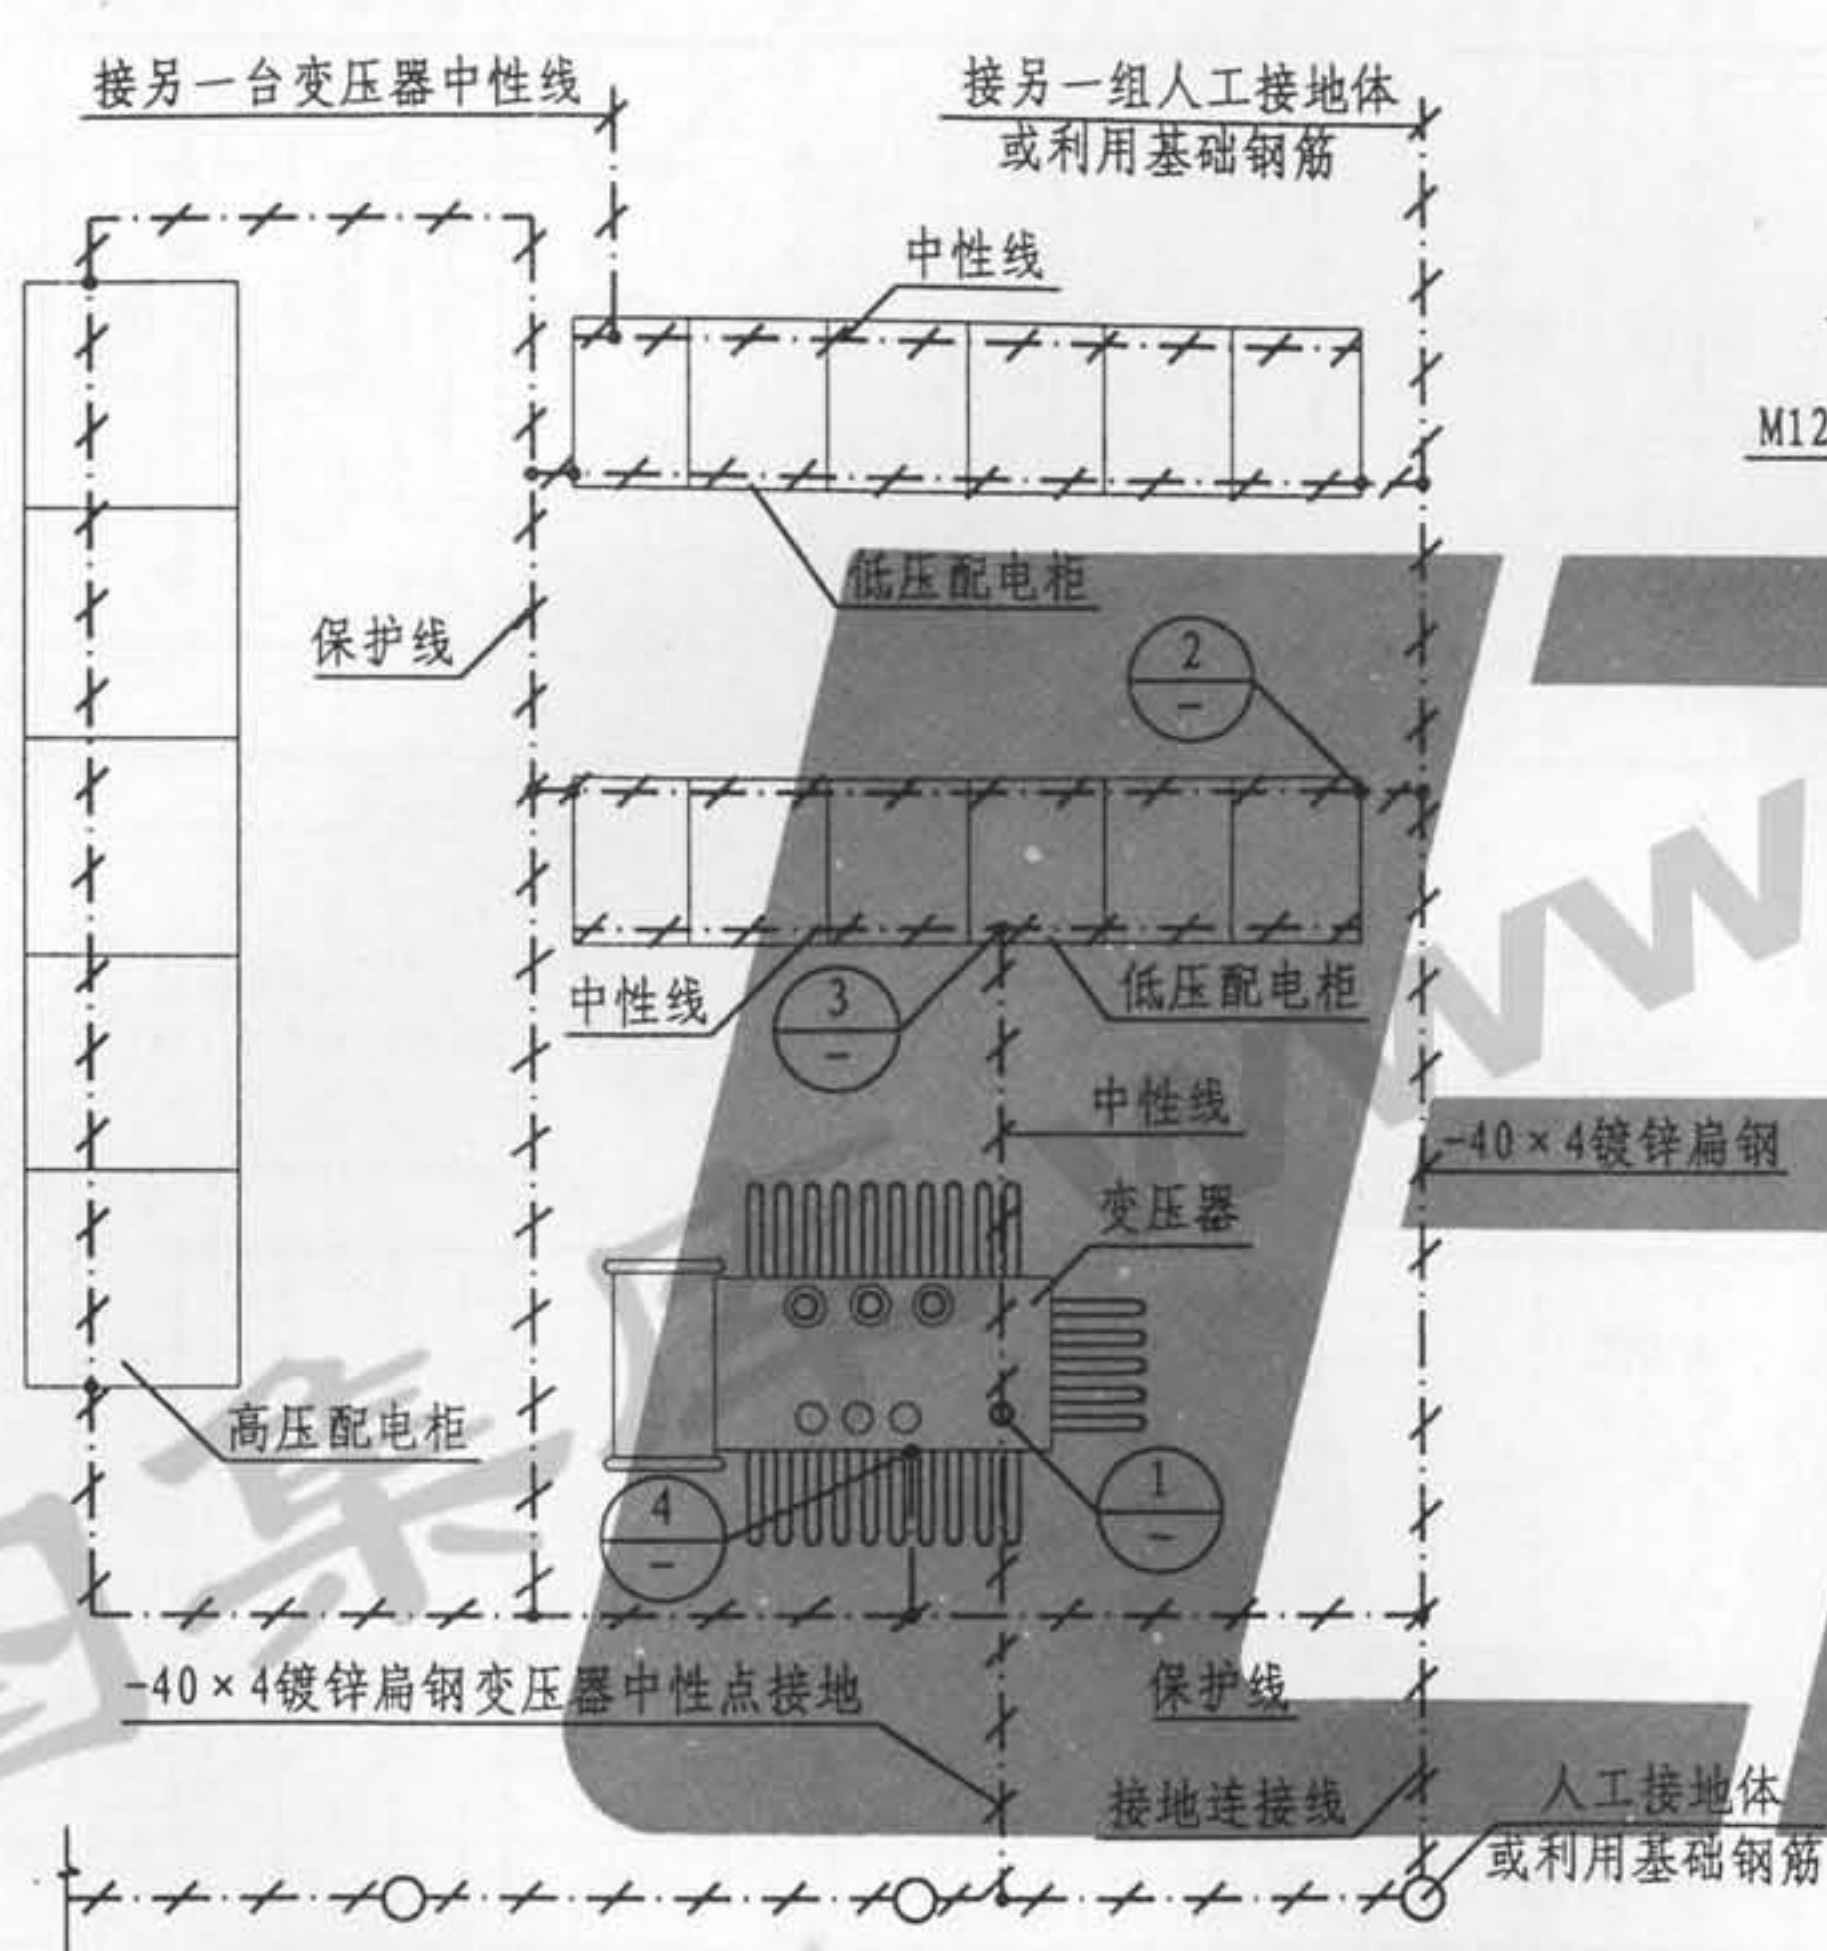 接另一台变压器中性线
接另一组人工接地体
或利用基础钢筋
中性线
M12
低压配电柜
保护线
2
-
中性线
3
-
低压配电柜
中性线
-40×4镀锌扁钢
变压器
高压配电柜
4
-
1
-
-40×4镀锌扁钢变压器中性点接地
保护线
接地连接线
人工接地体
或利用基础钢筋
WWW
图集